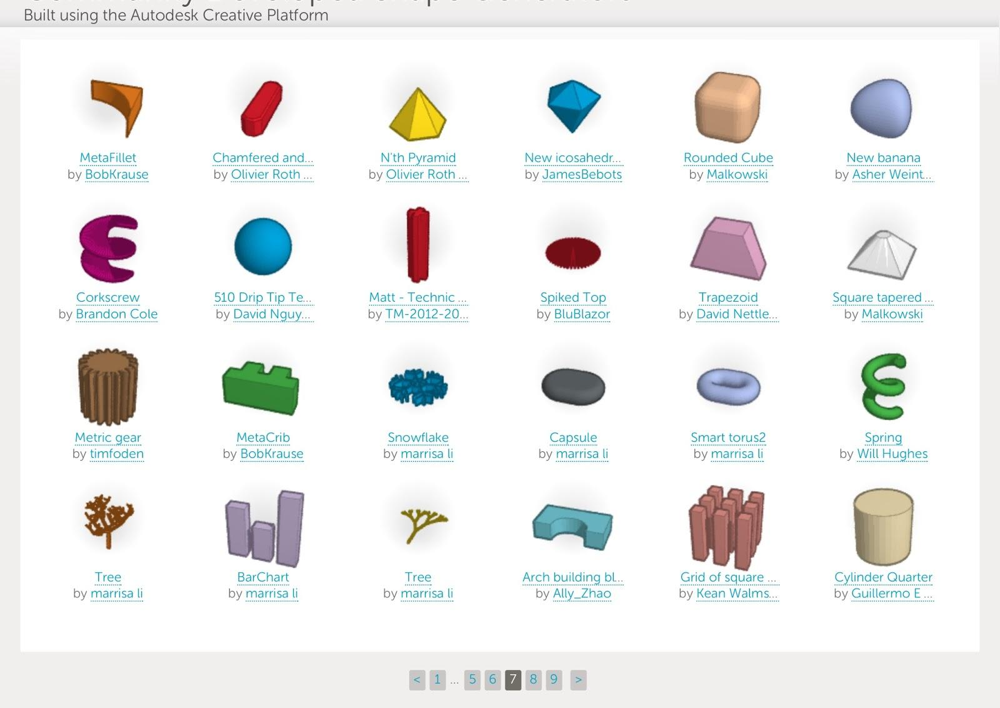 Community Developed Shape Generators
Built using the Autodesk Creative Platform
MetaFillet
by BobKrause
Chamfered and...
by Olivier Roth ...
N'th Pyramid
by Olivier Roth ...
New icosahedr...
by JamesBebots
Rounded Cube
by Malkowski
New banana
by Asher Weint...
Corkscrew
by Brandon Cole
510 Drip Tip Te...
by David Nguy...
Matt - Technic ...
by TM-2012-20...
Spiked Top
by BluBlazor
Trapezoid
by David Nettle...
Square tapered ...
by Malkowski
Metric gear
by timfoden
MetaCrib
by BobKrause
Snowflake
by marrisa li
Capsule
by marrisa li
Smart torus2
by marrisa li
Spring
by Will Hughes
Tree
by marrisa li
BarChart
by marrisa li
Tree
by marrisa li
Arch building bl...
by Ally_Zhao
Grid of square ...
by Kean Walms...
Cylinder Quarter
by Guillermo E ...
< 1 ... 5 6 7 8 9 >